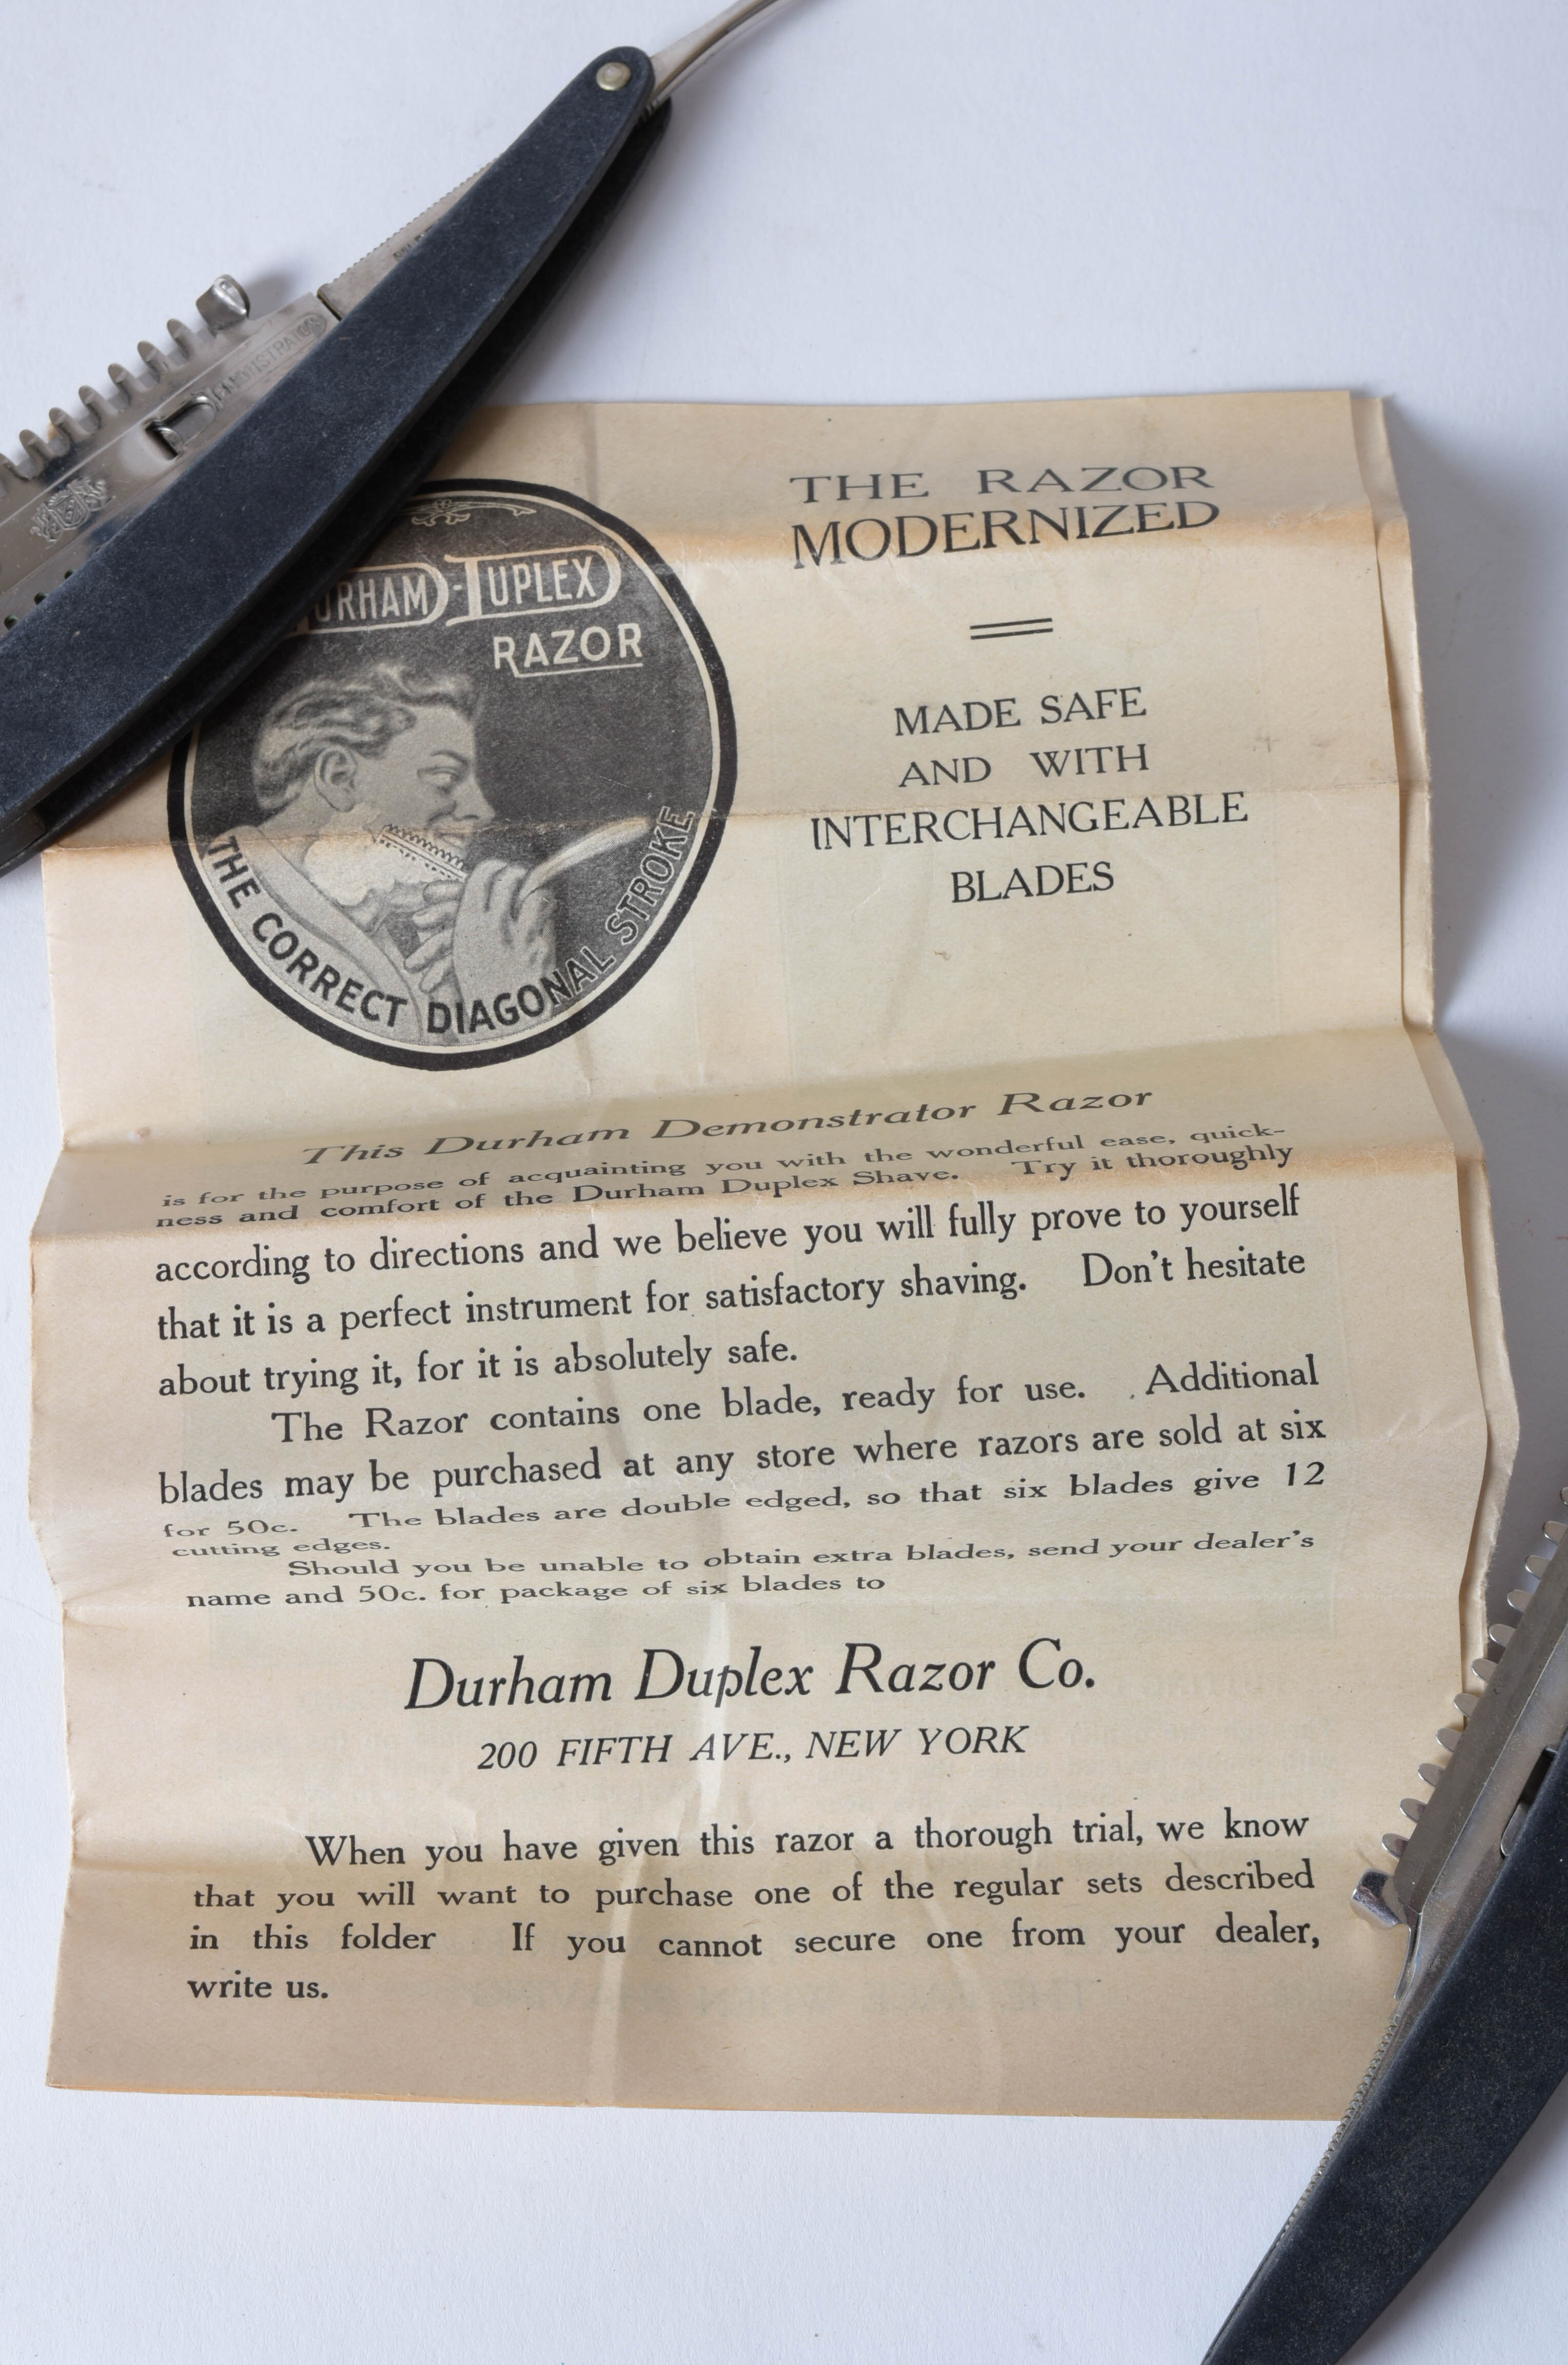 DEMONSTRATOR
DURHAM-DUPLEX
RAZOR
THE CORRECT DIAGONAL STROKE
THE RAZOR
MODERNIZED
MADE SAFE
AND WITH
INTERCHANGEABLE
BLADES
This Durham Demonstrator Razor
is for the purpose of acquainting you with the wonderful ease, quick-
ness and comfort of the Durham Duplex Shave. Try it thoroughly
according to directions and we believe you will fully prove to yourself
that it is a perfect instrument for satisfactory shaving. Don't hesitate
about trying it, for it is absolutely safe.
The Razor contains one blade, ready for use. Additional
blades may be purchased at any store where razors are sold at six
for 50c. The blades are double edged, so that six blades give 12
cutting edges.
Should you be unable to obtain extra blades, send your dealer's
name and 50c. for package of six blades to
Durham Duplex Razor Co.
200 FIFTH AVE., NEW YORK
When you have given this razor a thorough trial, we know
that you will want to purchase one of the regular sets described
in this folder If you cannot secure one from your dealer,
write us.